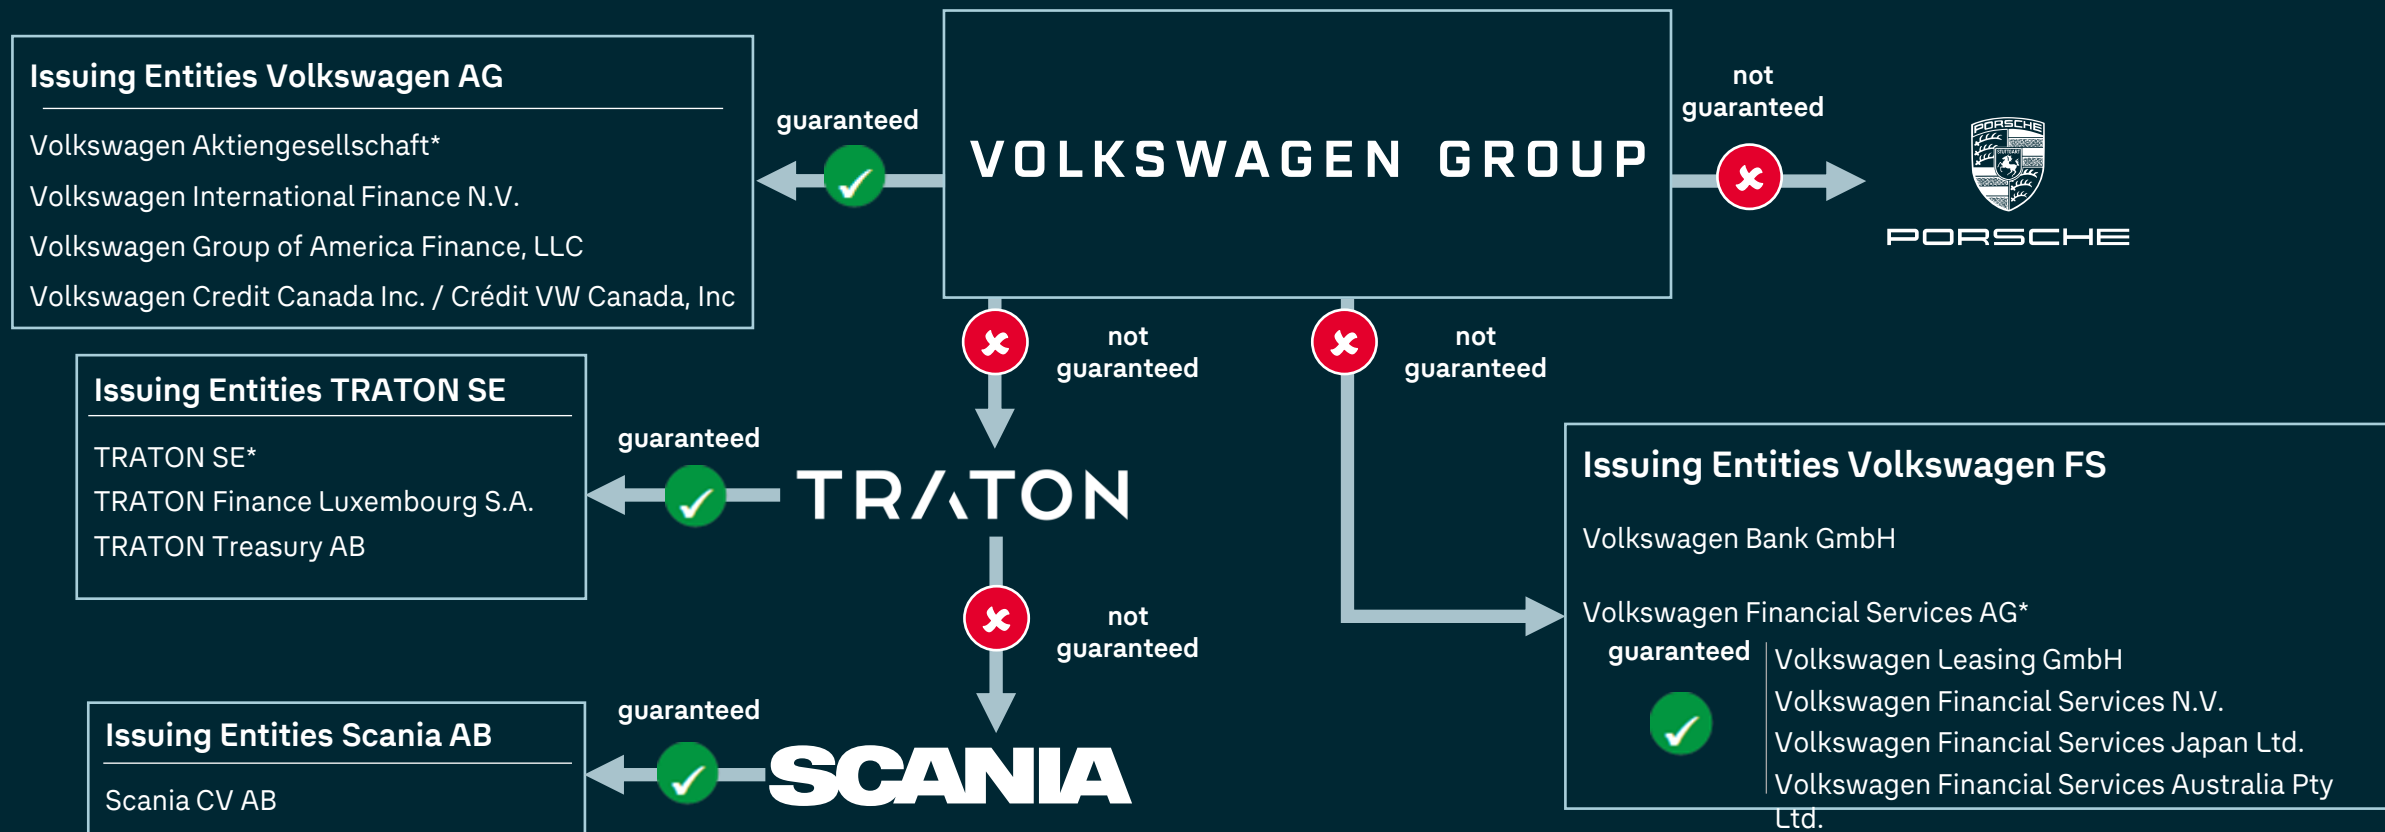 Issuing Entities Volkswagen AG
Volkswagen Aktiengesellschaft*
Volkswagen International Finance N.V.
Volkswagen Group of America Finance, LLC
Volkswagen Credit Canada Inc. / Crédit VW Canada, Inc
guaranteed
VOLKSWAGEN GROUP
not
guaranteed
PORSCHE
STUTTGART
PORSCHE
not
guaranteed
not
guaranteed
Issuing Entities TRATON SE
TRATON SE*
TRATON Finance Luxembourg S.A.
TRATON Treasury AB
guaranteed
TRATON
not
guaranteed
Issuing Entities Scania AB
Scania CV AB
guaranteed
SCANIA
Issuing Entities Volkswagen FS
Volkswagen Bank GmbH
Volkswagen Financial Services AG*
guaranteed
Volkswagen Leasing GmbH
Volkswagen Financial Services N.V.
Volkswagen Financial Services Japan Ltd.
Volkswagen Financial Services Australia Pty
Ltd.